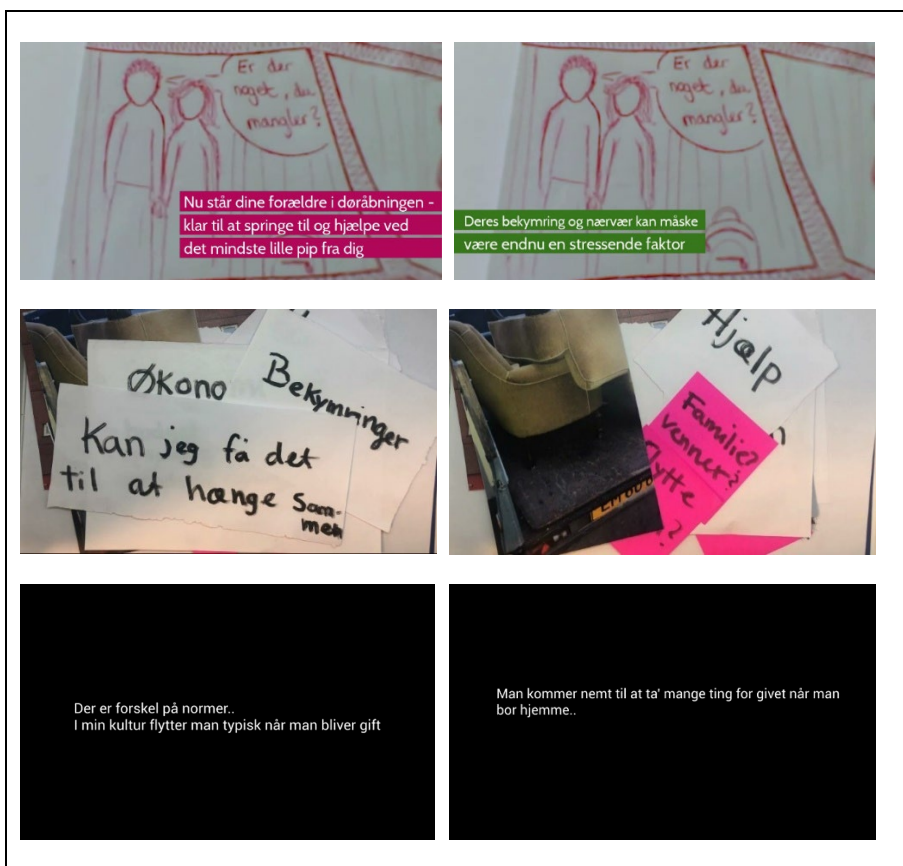 Er der
noget, du
mangler?
Nu står dine forældre i døråbningen -
klar til at springe til og hjælpe ved
det mindste lille pip fra dig
Er der
noget, du
mangler?
Deres bekymring og nærvær kan måske
være endnu en stressende faktor
Økono
Bekymringer
Kan jeg få det
til at hænge sam-
men
Hjælp
Familie?
venner?
Der er forskel på normer..
I min kultur flytter man typisk når man bliver gift
Man kommer nemt til at ta' mange ting for givet når man
bor hjemme..